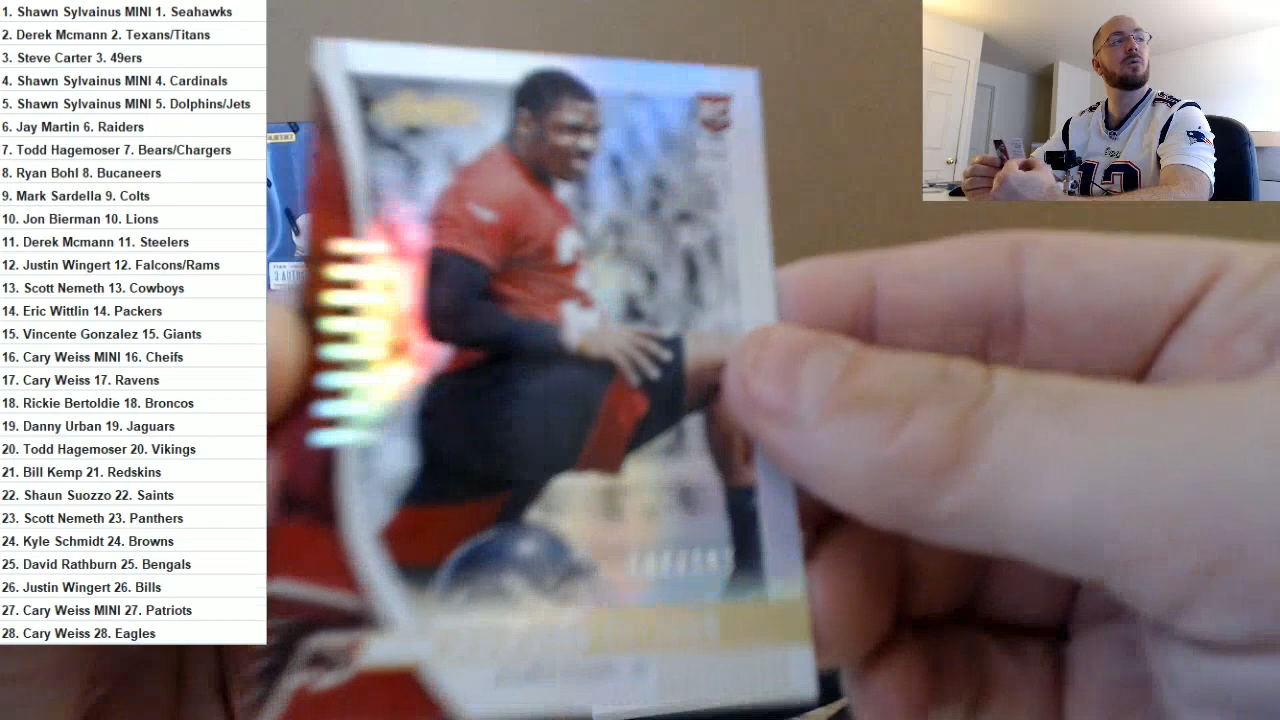 1. Shawn Sylvainus MINI 1. Seahawks
2. Derek Mcmann 2. Texans/Titans
3. Steve Carter 3. 49ers
4. Shawn Sylvainus MINI 4. Cardinals
5. Shawn Sylvainus MINI 5. Dolphins/Jets
6. Jay Martin 6. Raiders
7. Todd Hagemoser 7. Bears/Chargers
8. Ryan Bohl 8. Bucaneers
9. Mark Sardella 9. Colts
10. Jon Bierman 10. Lions
11. Derek Mcmann 11. Steelers
12. Justin Wingert 12. Falcons/Rams
13. Scott Nemeth 13. Cowboys
14. Eric Wittlin 14. Packers
15. Vincente Gonzalez 15. Giants
16. Cary Weiss MINI 16. Cheifs
17. Cary Weiss 17. Ravens
18. Rickie Bertoldie 18. Broncos
19. Danny Urban 19. Jaguars
20. Todd Hagemoser 20. Vikings
21. Bill Kemp 21. Redskins
22. Shaun Suozzo 22. Saints
23. Scott Nemeth 23. Panthers
24. Kyle Schmidt 24. Browns
25. David Rathburn 25. Bengals
26. Justin Wingert 26. Bills
27. Cary Weiss MINI 27. Patriots
28. Cary Weiss 28. Eagles
12